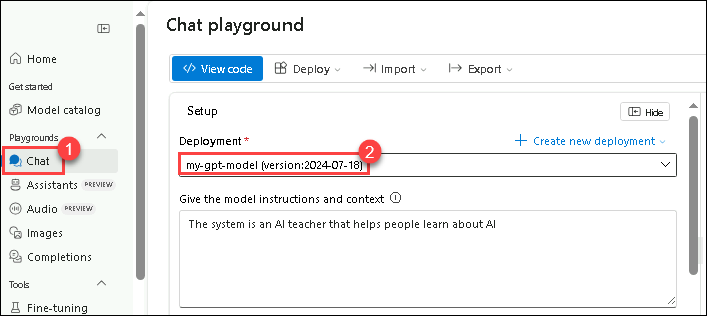 Chat playground
Home
Get started
Model catalog
Playgrounds
Chat
1
Assistants PREVIEW
Audio PREVIEW
Images
Completions
Tools
Fine-tuning
View code
Deploy
Import
Export
Setup
Hide
Deployment *
Create new deployment
my-gpt-model (version:2024-07-18)
2
Give the model instructions and context
The system is an AI teacher that helps people learn about AI